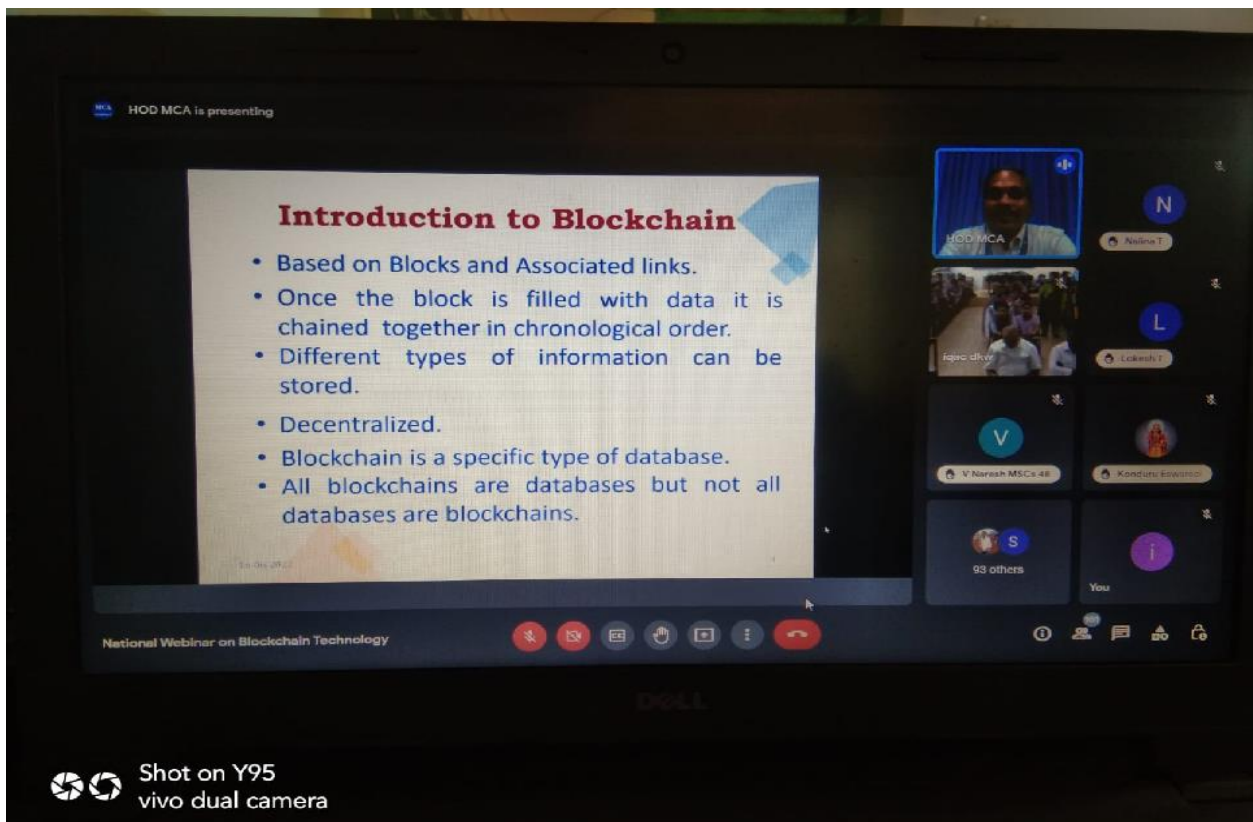 HOD MCA is presenting
Introduction to Blockchain
• Based on Blocks and Associated links.
• Once the block is filled with data it is
chained together in chronological order.
• Different types of information can be
stored.
• Decentralized.
• Blockchain is a specific type of database.
• All blockchains are databases but not all
databases are blockchains.
HOD MCA
N
Nalina T
iqac dkw
L
Lokesh T
V
V Naresh MSCs 48
Konduru
S
93 others
i
You
National Webinar on Blockchain Technology
CC
DELL
Shot on Y95
vivo dual camera